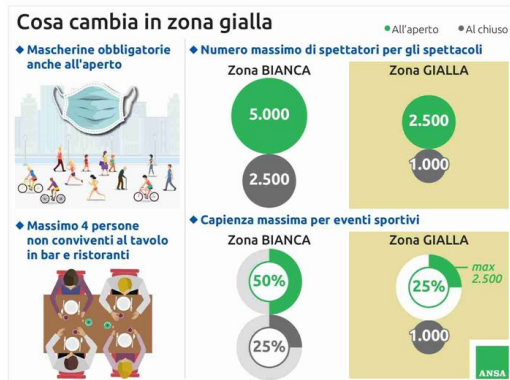 Cosa cambia in zona gialla
All'aperto
Al chiuso
Mascherine obbligatorie
anche all'aperto
Numero massimo di spettatori per gli spettacoli
Zona BIANCA
5.000
2.500
Zona GIALLA
2.500
1.000
Massimo 4 persone
non conviventi al tavolo
in bar e ristoranti
Capienza massima per eventi sportivi
Zona BIANCA
50%
25%
Zona GIALLA
25%
max
2.500
1.000
ANSA